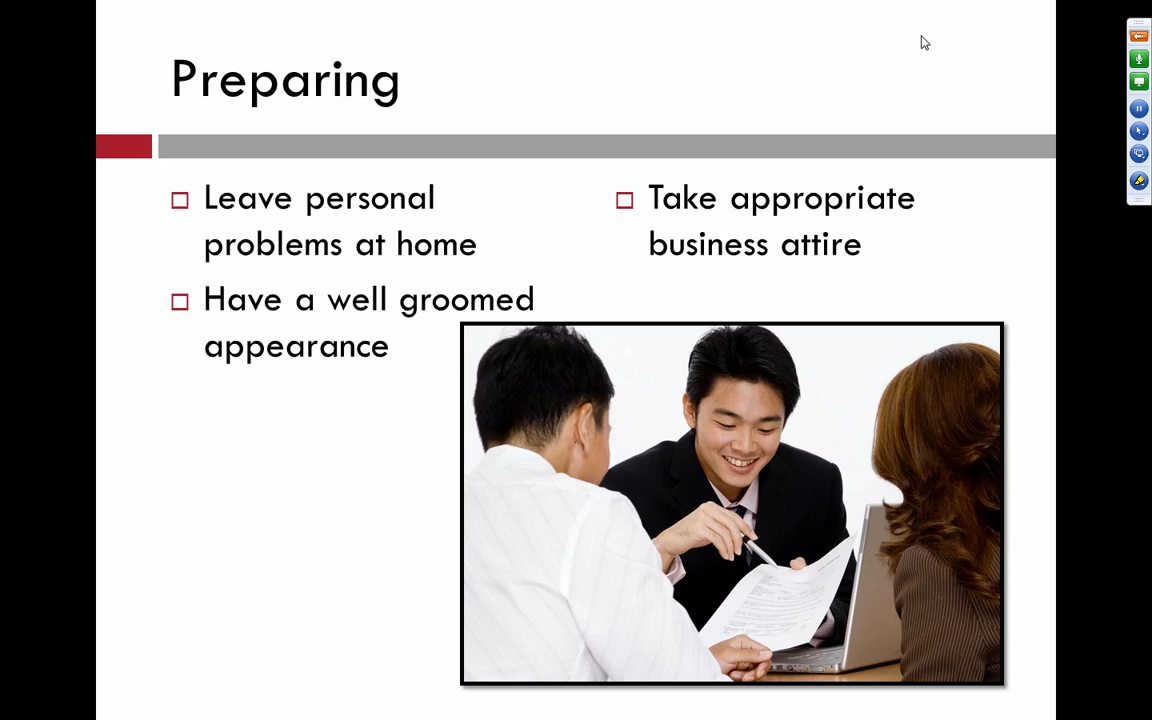 Preparing
Leave personal
problems at home
Have a well groomed
appearance
Take appropriate
business attire